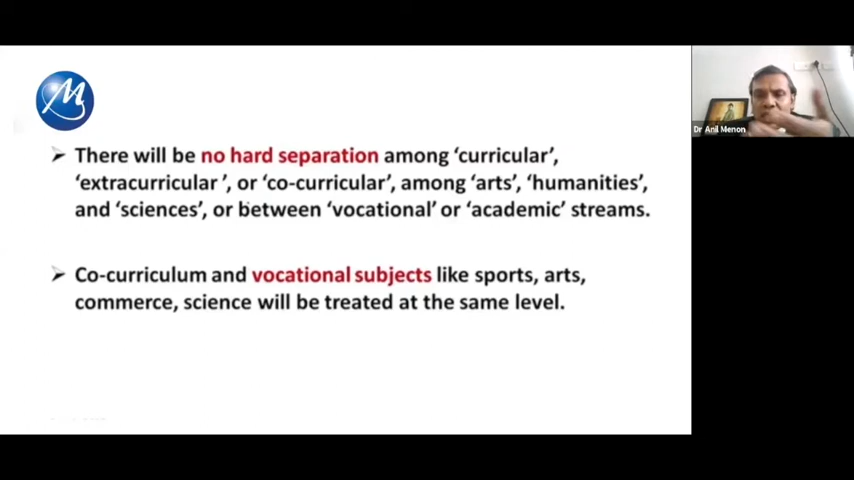 M
There will be no hard separation among ‘curricular’,
‘extracurricular ’, or ‘co-curricular’, among ‘arts’, ‘humanities’,
and ‘sciences’, or between ‘vocational’ or ‘academic’ streams.
Co-curriculum and vocational subjects like sports, arts,
commerce, science will be treated at the same level.
Dr Anil Menon